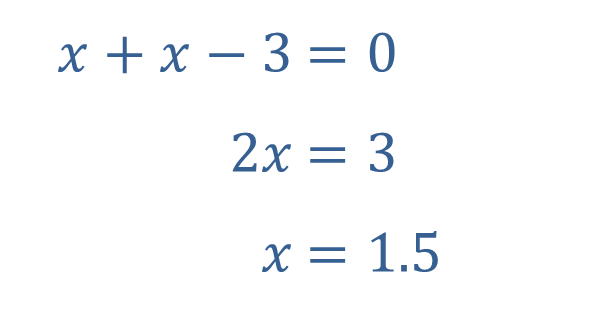 x + x − 3 = 0
2x = 3
x = 1.5